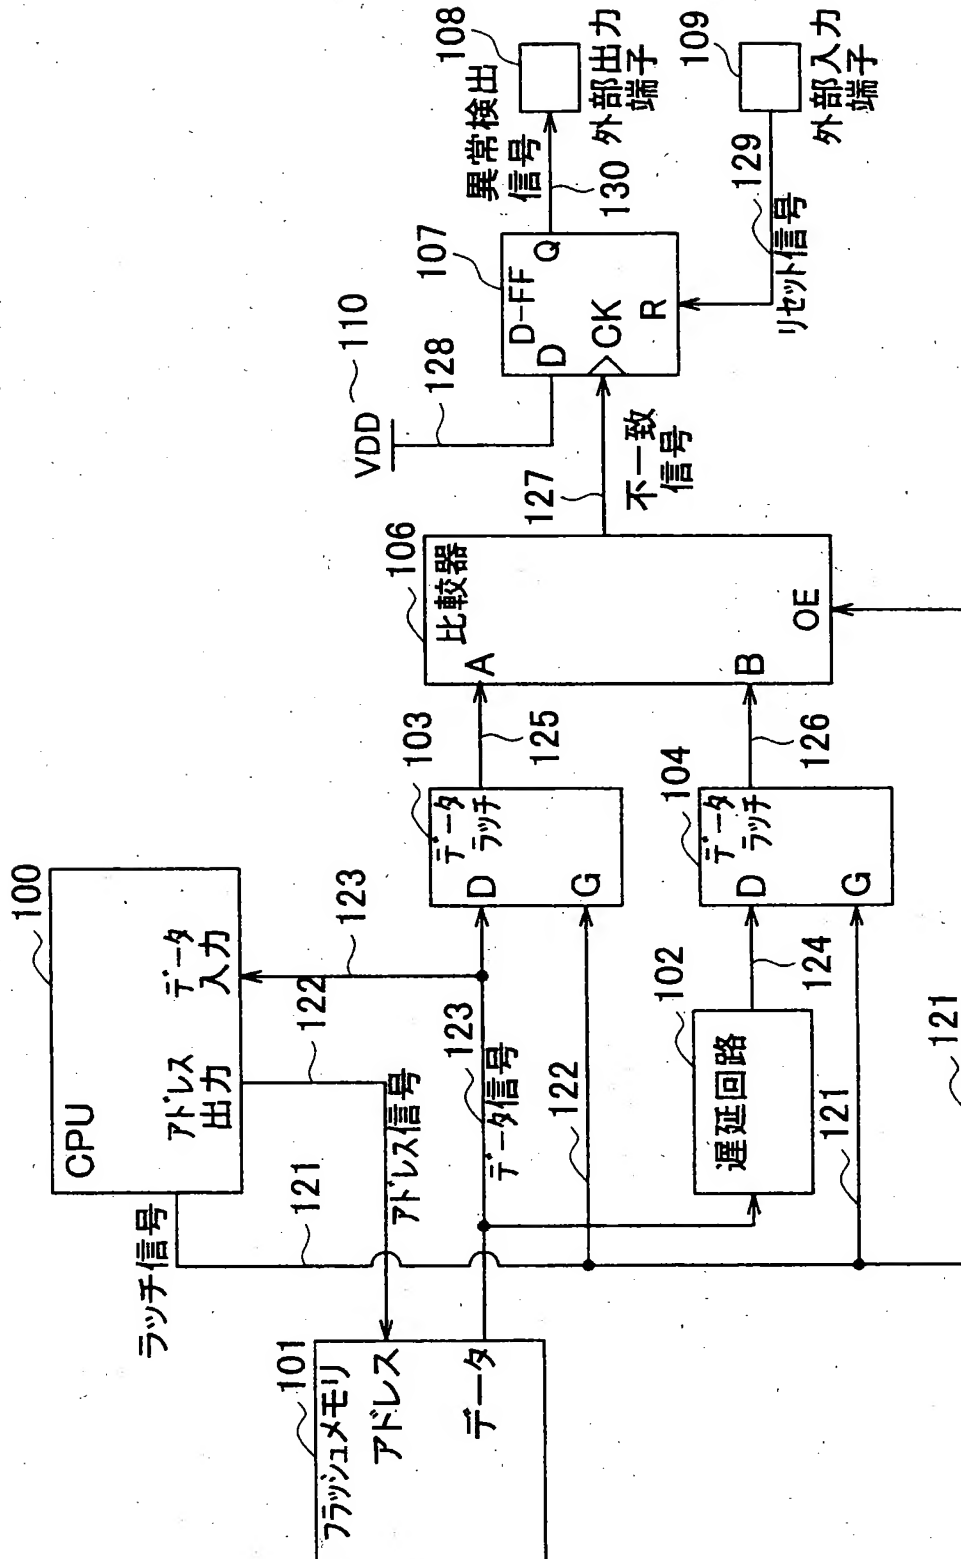 100
CPU
アドレス
出力
データ
入力
ラッチ信号
121
122
123
アドレス信号
101
フラッシュメモリ
アドレス
データ
123
データ信号
122
103
データ
ラッチ
D
G
125
102
遅延回路
121
124
104
データ
ラッチ
D
G
126
121
106
比較器
A
B
OE
127
不一致
信号
VDD
110
128
107
D-FF
D
Q
CK
R
異常検出
信号
130
108
外部出力
端子
109
外部入力
端子
129
リセット信号